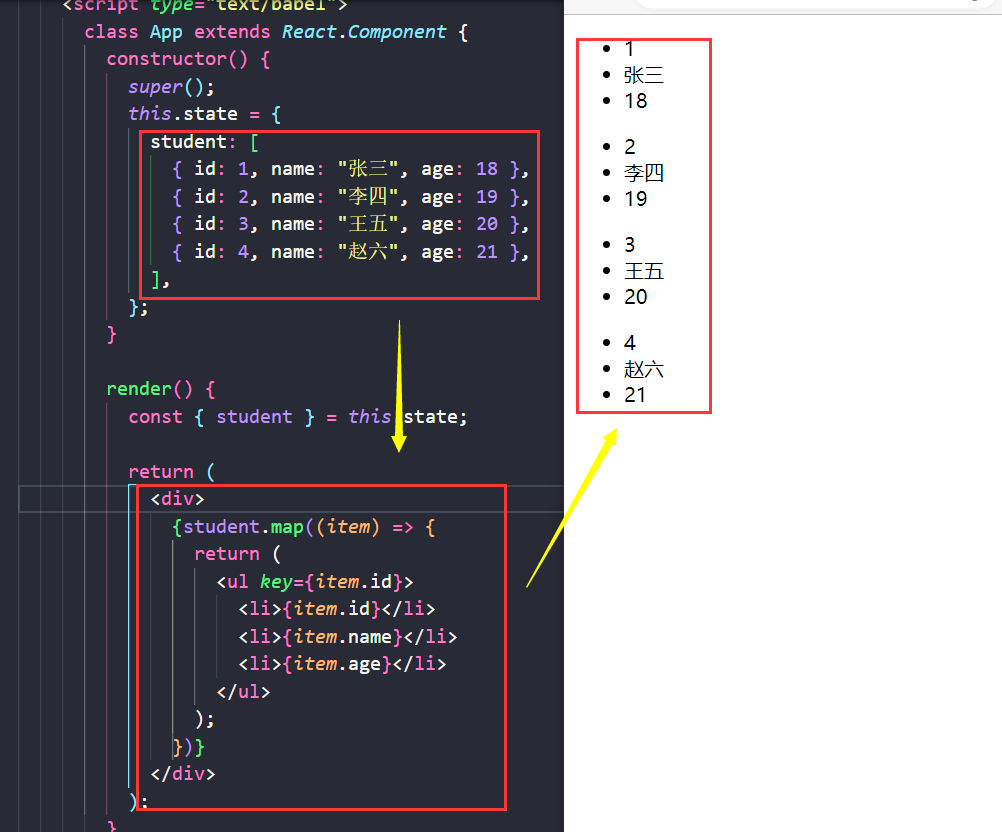 <script type="text/babel">
class App extends React.Component {
constructor() {
super();
this.state = {
student: [
{ id: 1, name: "张三", age: 18 },
{ id: 2, name: "李四", age: 19 },
{ id: 3, name: "王五", age: 20 },
{ id: 4, name: "赵六", age: 21 },
],
};
}
render() {
const { student } = this.state;
return (
<div>
{student.map((item) => {
return (
<ul key={item.id}>
<li>{item.id}</li>
<li>{item.name}</li>
<li>{item.age}</li>
</ul>
);
})}
</div>
);
}
• 1
• 张三
• 18
• 2
• 李四
• 19
• 3
• 王五
• 20
• 4
• 赵六
• 21